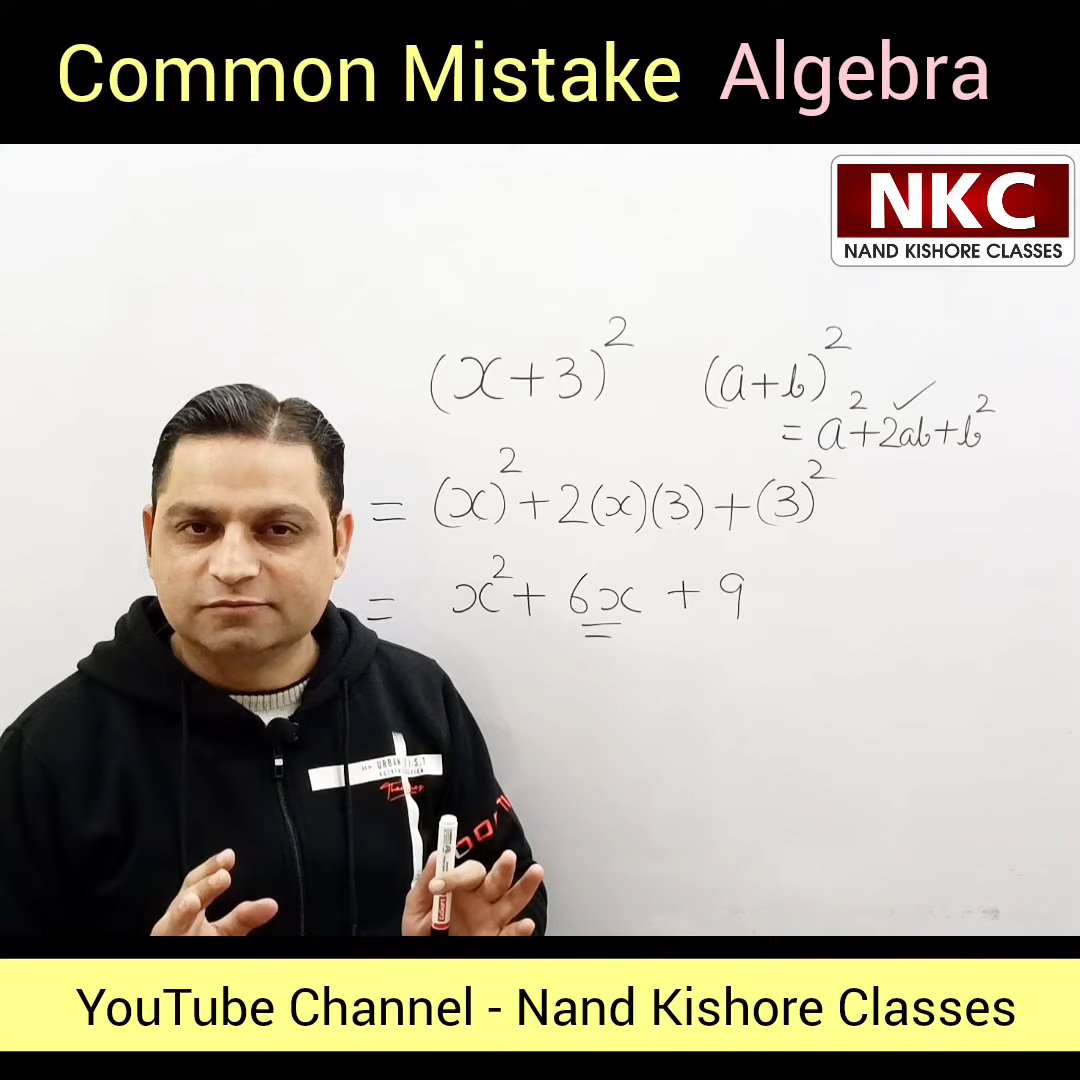 Common Mistake Algebra
NKC
NAND KISHORE CLASSES
(x+3)² (a+b)²
= a²+2ab+b²
= (x)²+2(x)(3)+(3)²
= x²+6x+9
URBAN
YouTube Channel - Nand Kishore Classes